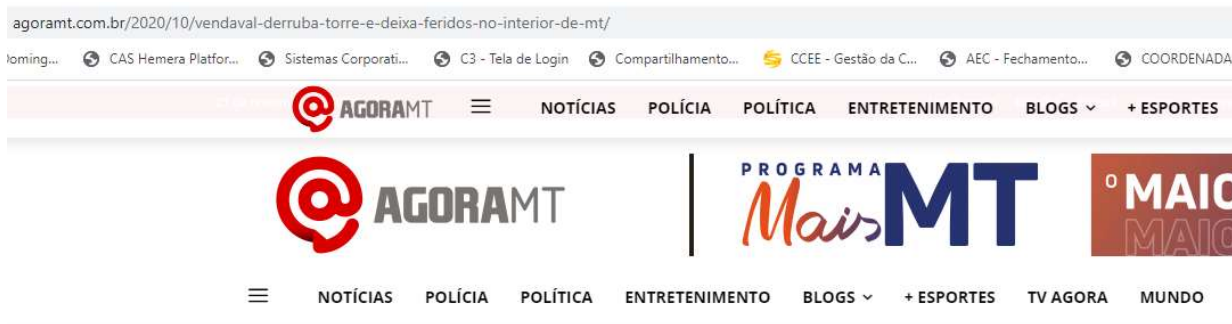 agoramt.com.br/2020/10/vendaval-derruba-torre-e-deixa-feridos-no-interior-de-mt/
Doming... CAS Hemera Platfor... Sistemas Corporati... C3 - Tela de Login Compartilhamento... CCEE - Gestão da C... AEC - Fechamento... COORDENADA
AGORAMT NOTÍCIAS POLÍCIA POLÍTICA ENTRETENIMENTO BLOGS + ESPORTES
AGORAMT
PROGRAMA
Mais MT
O MAIO
MAIO
NOTÍCIAS POLÍCIA POLÍTICA ENTRETENIMENTO BLOGS + ESPORTES TV AGORA MUNDO